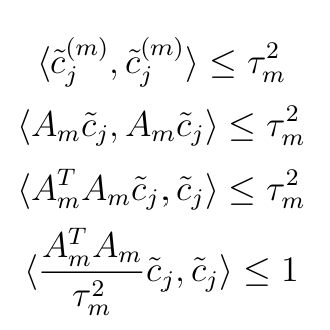 ⟨c̃_j^{(m)}, c̃_j^{(m)}⟩ ≤ τ_m^2
⟨A_m c̃_j, A_m c̃_j⟩ ≤ τ_m^2
⟨A_m^T A_m c̃_j, c̃_j⟩ ≤ τ_m^2
⟨\frac{A_m^T A_m}{τ_m^2} c̃_j, c̃_j⟩ ≤ 1